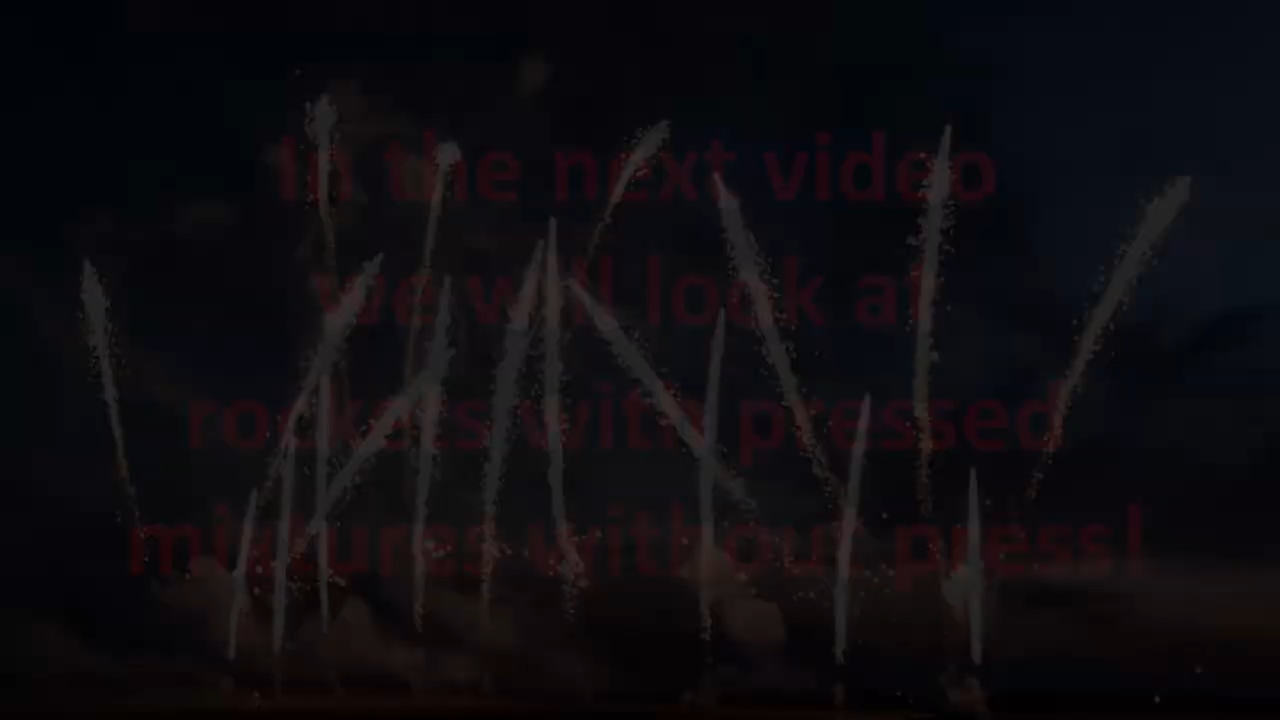 In the next video
we will look at
rockets with pressed
mixtures without press!